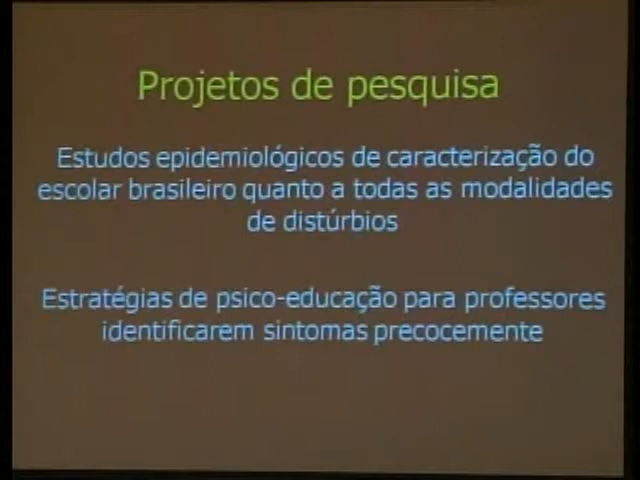 Projetos de pesquisa
Estudos epidemiológicos de caracterização do
escolar brasileiro quanto a todas as modalidades
de distúrbios
Estratégias de psico-educação para professores
identificarem sintomas precocemente